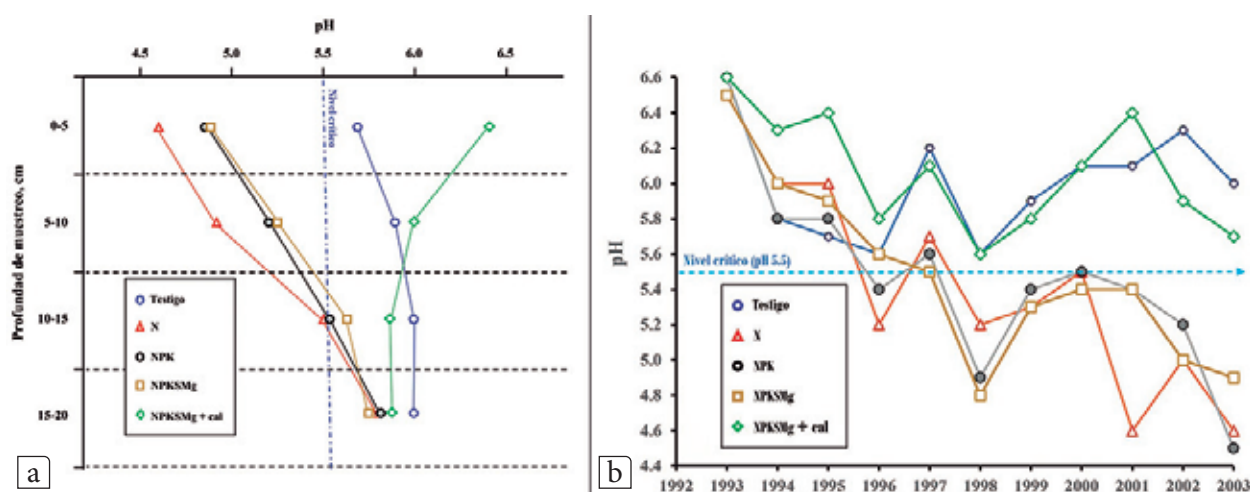 pH
4.5 5.0 5.5 6.0 6.5
Nivel crítico
Profundad de muestreo, cm
0-5
5-10
10-15
15-20
Testigo
N
NPK
NPKSMg
NPKSMg + cal
a
pH
6.6
6.4
6.2
6.0
5.8
5.6
5.4
5.2
5.0
4.8
4.6
4.4
Nivel crítico (pH 5.5)
Testigo
N
NPK
NPKSMg
NPKSMg + cal
1992 1993 1994 1995 1996 1997 1998 1999 2000 2001 2002 2003
b